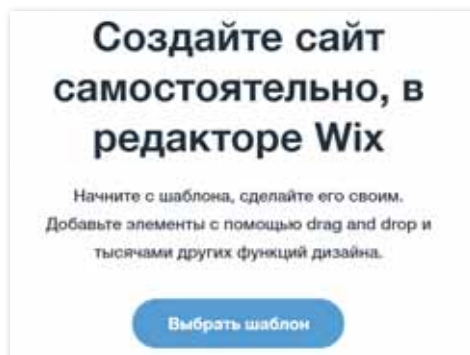 Создайте сайт
самостоятельно, в
редакторе Wix
Начните с шаблона, сделайте его своим.
Добавьте элементы с помощью drag and drop и
тысячами других функций дизайна.
Выбрать шаблон